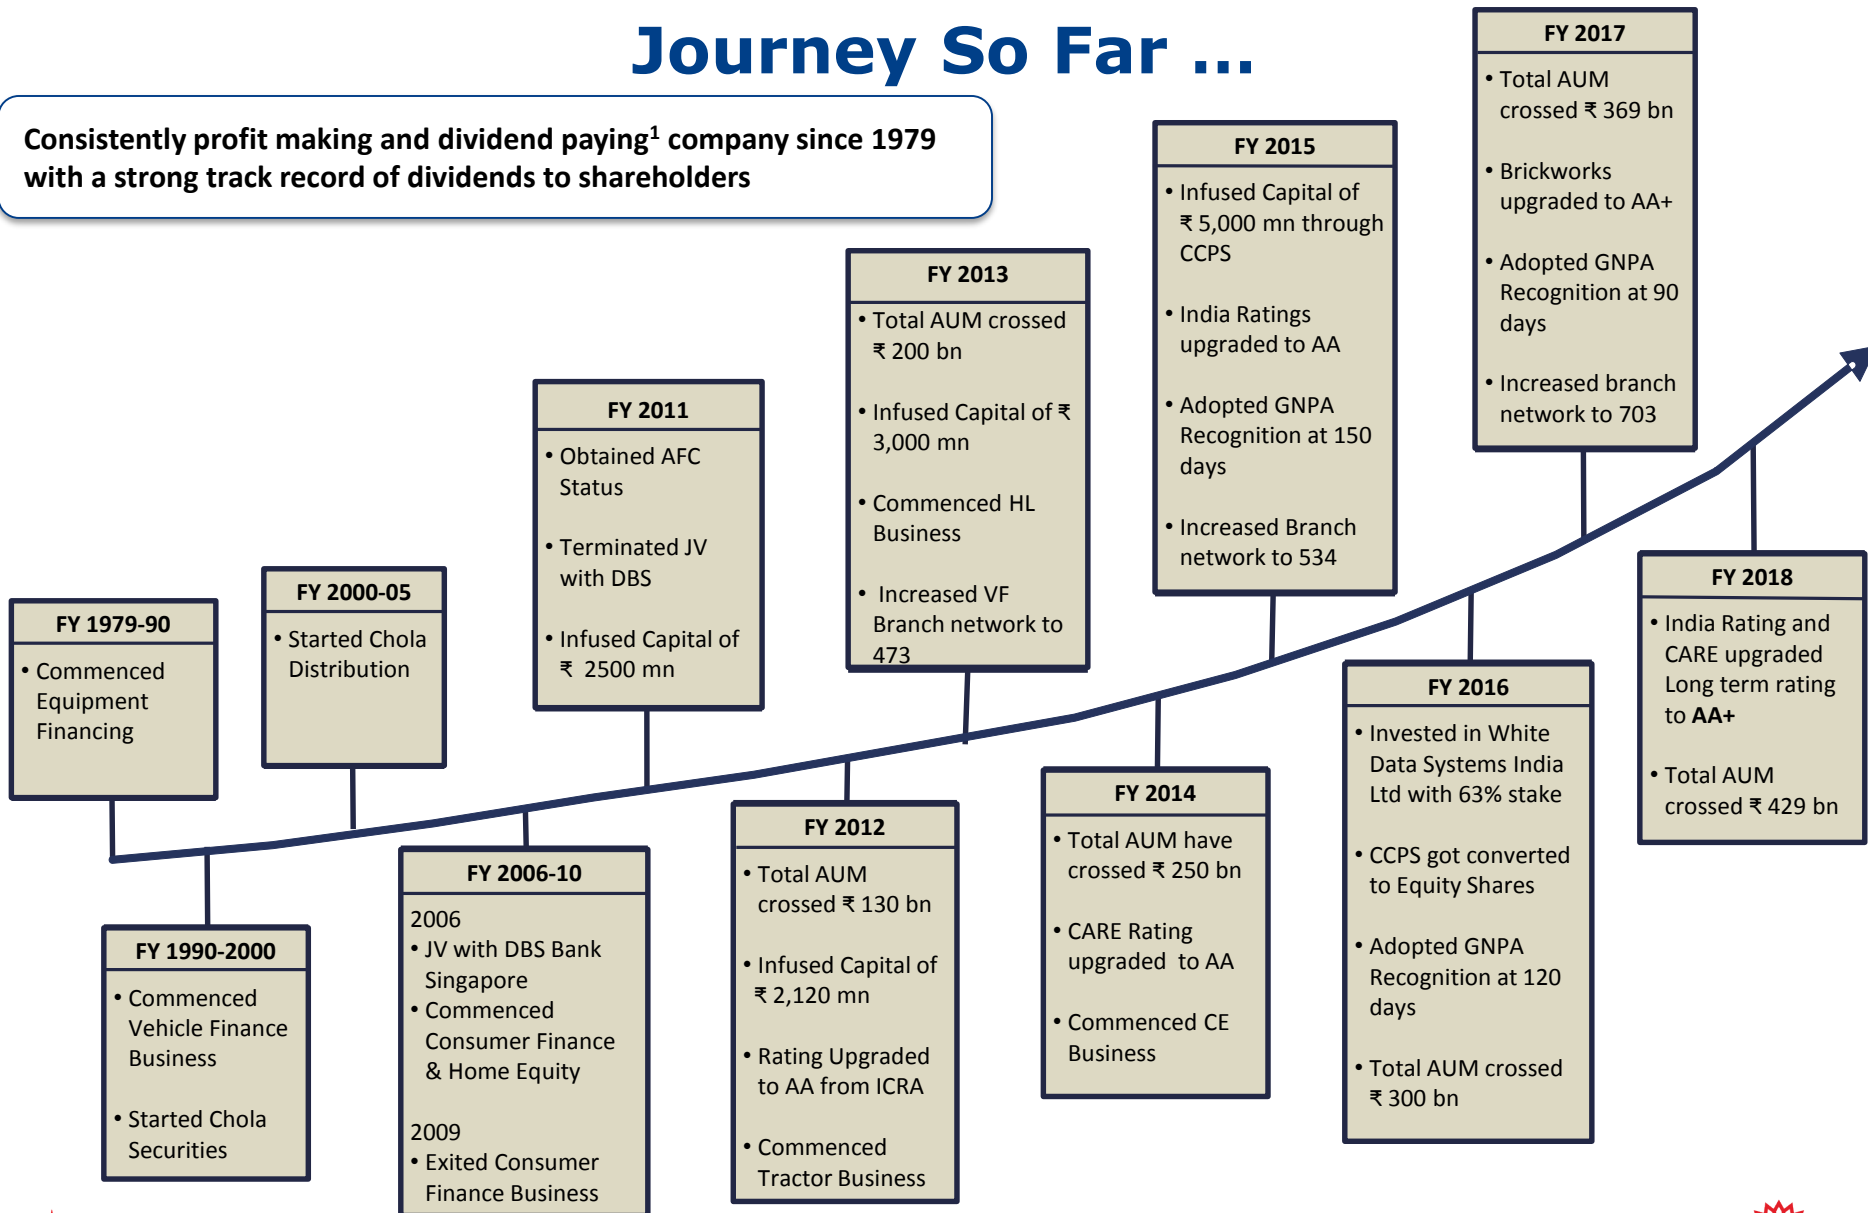 Journey So Far ...
Consistently profit making and dividend paying¹ company since 1979
with a strong track record of dividends to shareholders
FY 1979-90
• Commenced
Equipment
Financing
FY 1990-2000
• Commenced
Vehicle Finance
Business
• Started Chola
Securities
FY 2000-05
• Started Chola
Distribution
FY 2006-10
2006
• JV with DBS Bank
Singapore
• Commenced
Consumer Finance
& Home Equity
2009
• Exited Consumer
Finance Business
FY 2011
• Obtained AFC
Status
• Terminated JV
with DBS
• Infused Capital of
₹ 2500 mn
FY 2012
• Total AUM
crossed ₹ 130 bn
• Infused Capital of
₹ 2,120 mn
• Rating Upgraded
to AA from ICRA
• Commenced
Tractor Business
FY 2013
• Total AUM crossed
₹ 200 bn
• Infused Capital of ₹
3,000 mn
• Commenced HL
Business
• Increased VF
Branch network to
473
FY 2014
• Total AUM have
crossed ₹ 250 bn
• CARE Rating
upgraded to AA
• Commenced CE
Business
FY 2015
• Infused Capital of
₹ 5,000 mn through
CCPS
• India Ratings
upgraded to AA
• Adopted GNPA
Recognition at 150
days
• Increased Branch
network to 534
FY 2016
• Invested in White
Data Systems India
Ltd with 63% stake
• CCPS got converted
to Equity Shares
• Adopted GNPA
Recognition at 120
days
• Total AUM crossed
₹ 300 bn
FY 2017
• Total AUM
crossed ₹ 369 bn
• Brickworks
upgraded to AA+
• Adopted GNPA
Recognition at 90
days
• Increased branch
network to 703
FY 2018
• India Rating and
CARE upgraded
Long term rating
to AA+
• Total AUM
crossed ₹ 429 bn